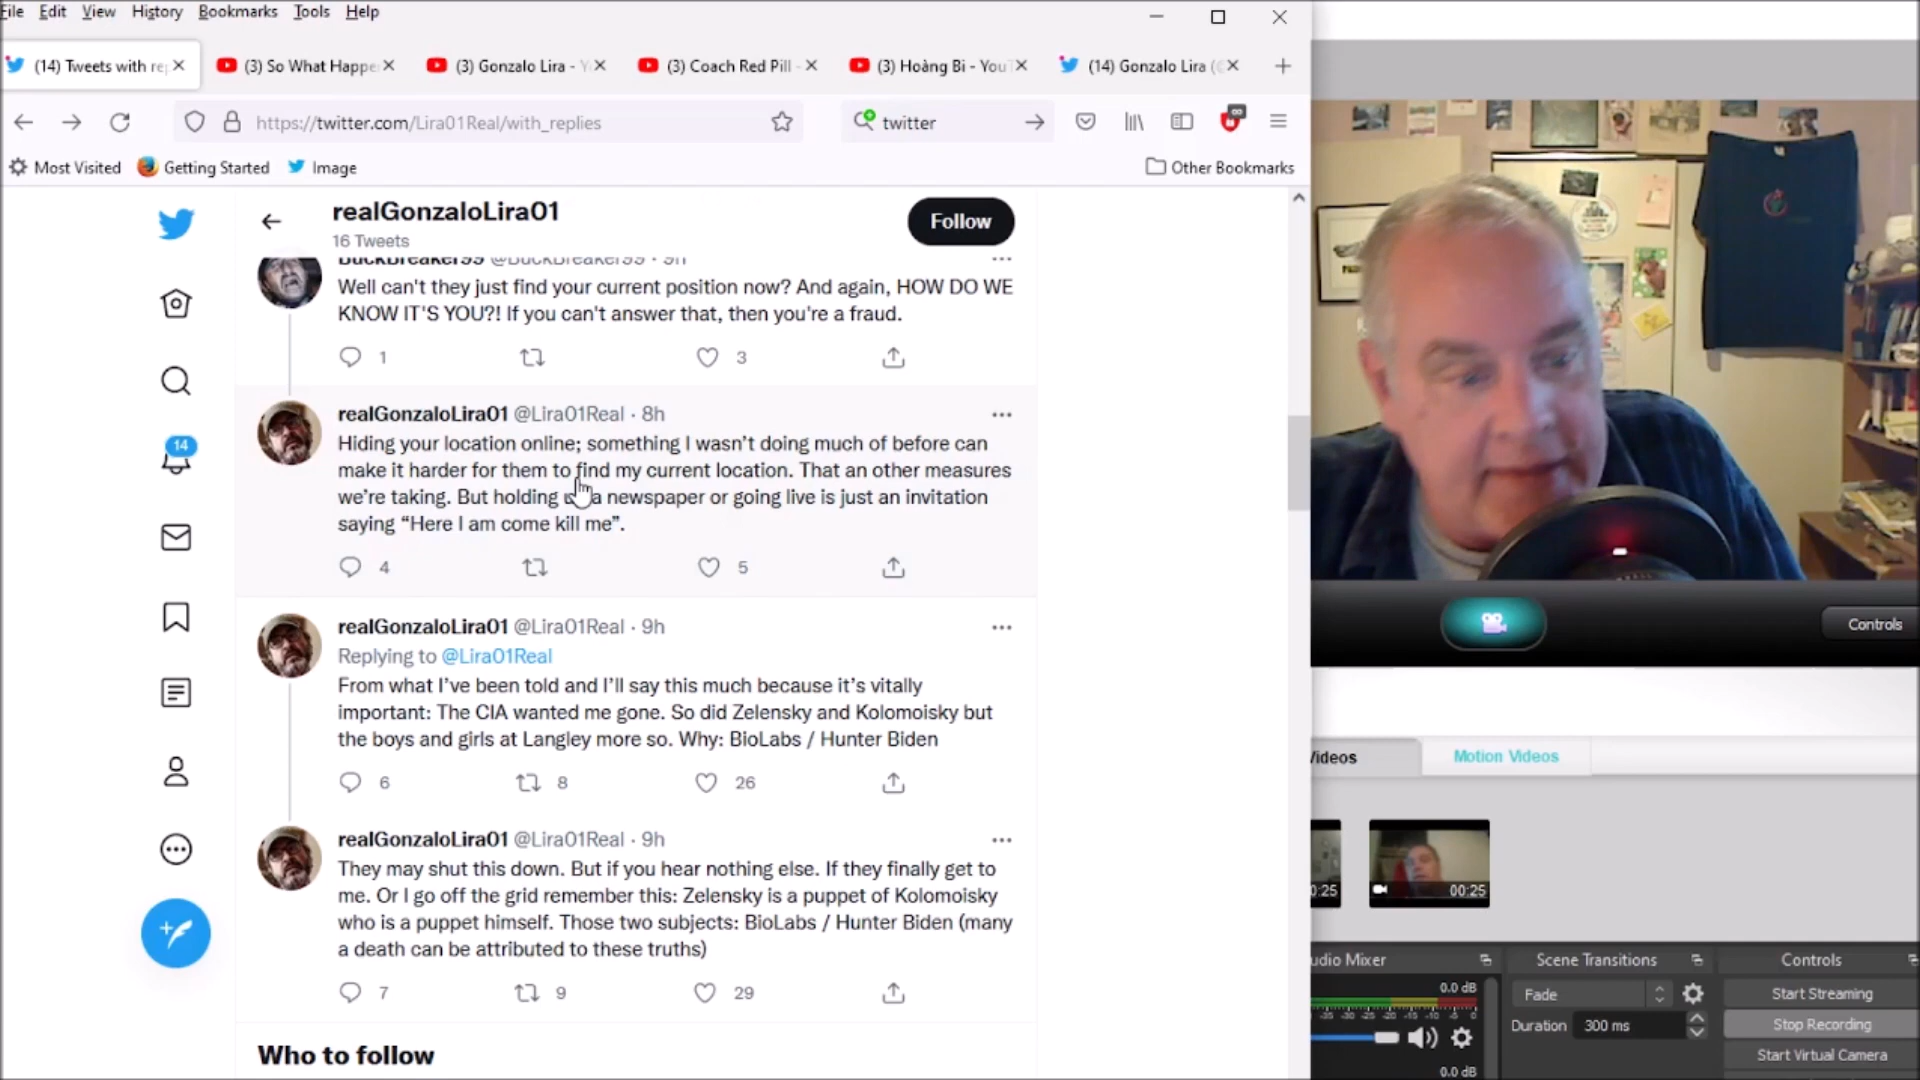 File Edit View History Bookmarks Tools Help
(14) Tweets with re
(3) So What Happe
(3) Gonzalo Lira - Y
(3) Coach Red Pill -
(3) Hoàng Bi - YouT
(14) Gonzalo Lira (
https://twitter.com/Lira01Real/with_replies
twitter
Most Visited Getting Started Image Other Bookmarks
realGonzaloLira01
16 Tweets
Follow
BuckBreaker99 @BuckBreaker99 · 9h
Well can't they just find your current position now? And again, HOW DO WE
KNOW IT'S YOU?! If you can't answer that, then you're a fraud.
1 3
realGonzaloLira01 @Lira01Real · 8h
Hiding your location online; something I wasn't doing much of before can
make it harder for them to find my current location. That an other measures
we're taking. But holding a newspaper or going live is just an invitation
saying “Here I am come kill me”.
4 5
14
realGonzaloLira01 @Lira01Real · 9h
Replying to @Lira01Real
From what I've been told and I'll say this much because it's vitally
important: The CIA wanted me gone. So did Zelensky and Kolomoisky but
the boys and girls at Langley more so. Why: BioLabs / Hunter Biden
6 8 26
realGonzaloLira01 @Lira01Real · 9h
They may shut this down. But if you hear nothing else. If they finally get to
me. Or I go off the grid remember this: Zelensky is a puppet of Kolomoisky
who is a puppet himself. Those two subjects: BioLabs / Hunter Biden (many
a death can be attributed to these truths)
7 9 29
Who to follow
Controls
Videos Motion Videos
0:25 00:25
udio Mixer
0.0 dB
0.0 dB
Scene Transitions
Fade
Duration 300 ms
Controls
Start Streaming
Stop Recording
Start Virtual Camera